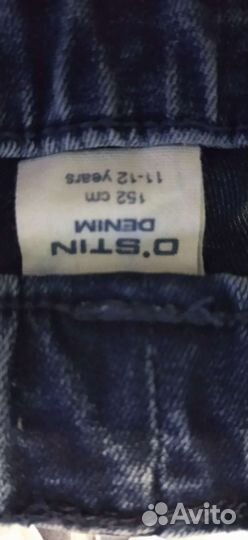 O'STIN
DENIM
152 cm
11-12 years
Avito